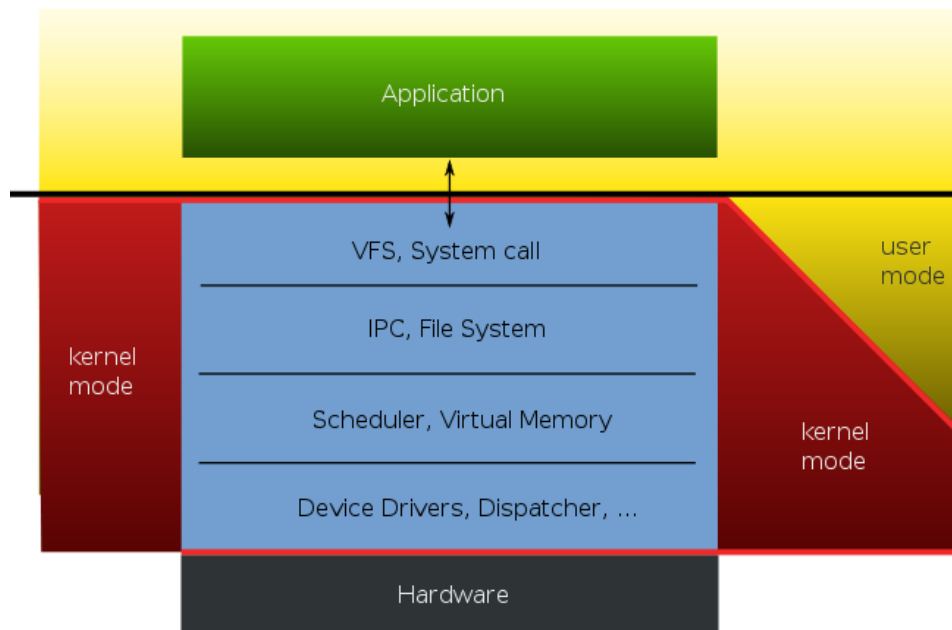 Application
VFS, System call
user
mode
IPC, File System
kernel
mode
Scheduler, Virtual Memory
kernel
mode
Device Drivers, Dispatcher, ...
Hardware